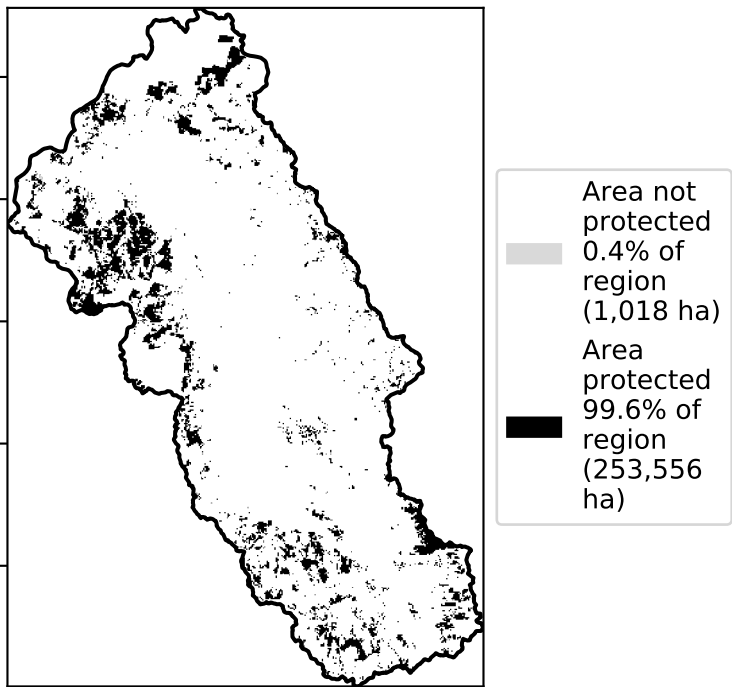 Area not
protected
0.4% of
region
(1,018 ha)
Area
protected
99.6% of
region
(253,556
ha)